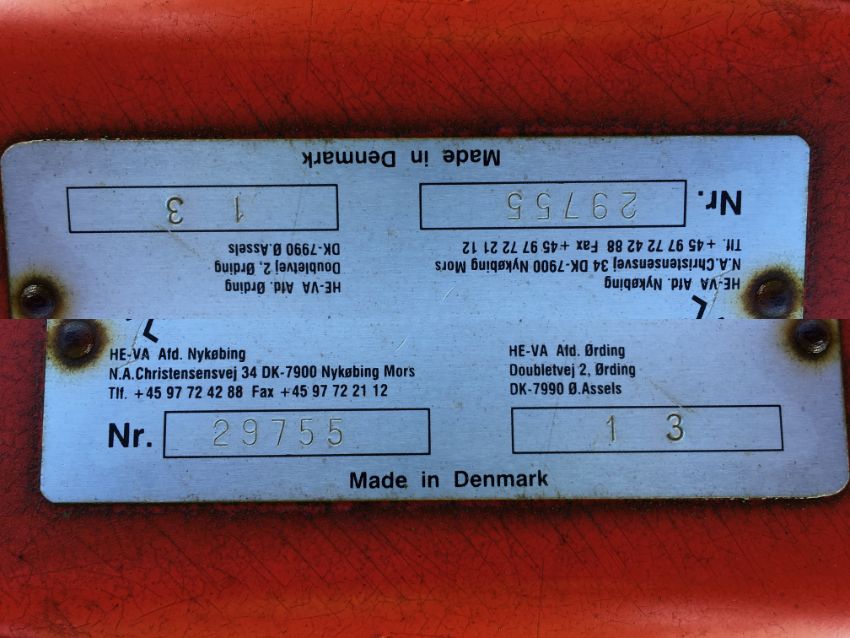 Made in Denmark
Nr. 29755
1 3
Tlf. + 45 97 72 42 88 Fax + 45 97 72 21 12
N.A.Christensensvej 34 DK-7900 Nykøbing Mors
HE-VA Afd. Nykøbing
DK-7990 Ø.Assels
Doubletvej 2, Ørding
HE-VA Afd. Ørding
HE-VA Afd. Nykøbing
N.A.Christensensvej 34 DK-7900 Nykøbing Mors
Tlf. + 45 97 72 42 88 Fax + 45 97 72 21 12
HE-VA Afd. Ørding
Doubletvej 2, Ørding
DK-7990 Ø.Assels
Nr. 29755
1 3
Made in Denmark